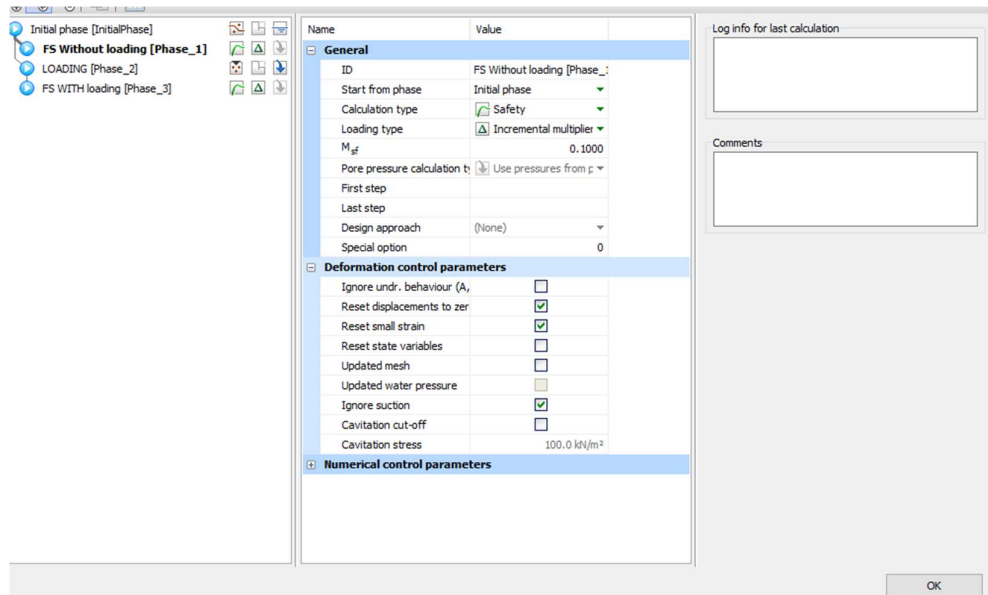 Initial phase [InitialPhase]
FS Without loading [Phase_1]
LOADING [Phase_2]
FS WITH loading [Phase_3]
Name Value
General
ID FS Without loading [Phase_1
Start from phase Initial phase
Calculation type Safety
Loading type Incremental multiplier
Msf 0.1000
Pore pressure calculation ty Use pressures from p
First step
Last step
Design approach (None)
Special option 0
Deformation control parameters
Ignore undr. behaviour (A,
Reset displacements to zer
Reset small strain
Reset state variables
Updated mesh
Updated water pressure
Ignore suction
Cavitation cut-off
Cavitation stress 100.0 kN/m²
Numerical control parameters
Log info for last calculation
Comments
OK